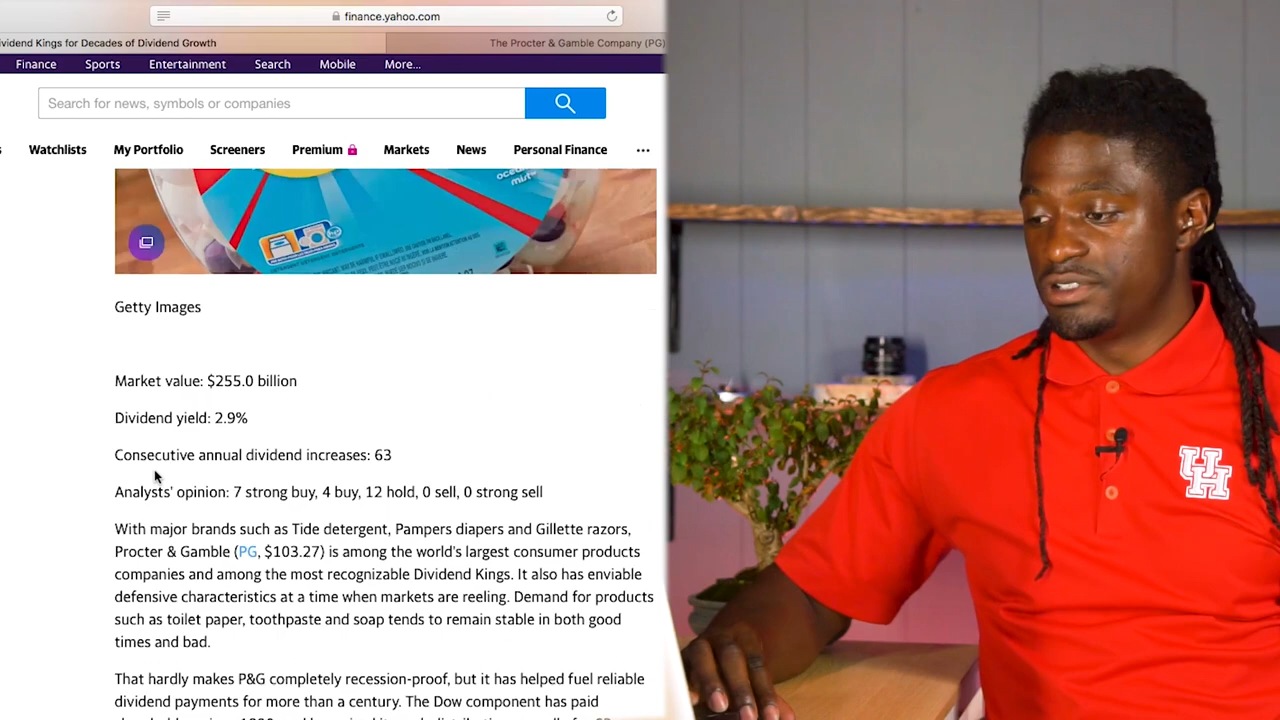 finance.yahoo.com
ividend Kings for Decades of Dividend Growth
The Procter & Gamble Company (PG)
Finance Sports Entertainment Search Mobile More...
Search for news, symbols or companies
s Watchlists My Portfolio Screeners Premium Markets News Personal Finance ...
mist
Getty Images
Market value: $255.0 billion
Dividend yield: 2.9%
Consecutive annual dividend increases: 63
Analysts' opinion: 7 strong buy, 4 buy, 12 hold, 0 sell, 0 strong sell
With major brands such as Tide detergent, Pampers diapers and Gillette razors,
Procter & Gamble (PG, $103.27) is among the world's largest consumer products
companies and among the most recognizable Dividend Kings. It also has enviable
defensive characteristics at a time when markets are reeling. Demand for products
such as toilet paper, toothpaste and soap tends to remain stable in both good
times and bad.
That hardly makes P&G completely recession-proof, but it has helped fuel reliable
dividend payments for more than a century. The Dow component has paid
UH